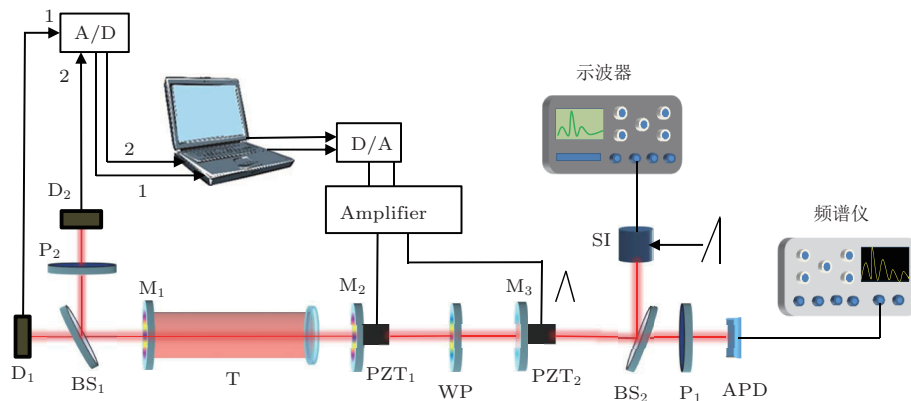 1
A/D
2
示波器
D/A
2
1
D₂
Amplifier
频谱仪
SI
P₂
M₁
M₂
M₃
D₁
BS₁
T
PZT₁
WP
PZT₂
BS₂
P₁
APD